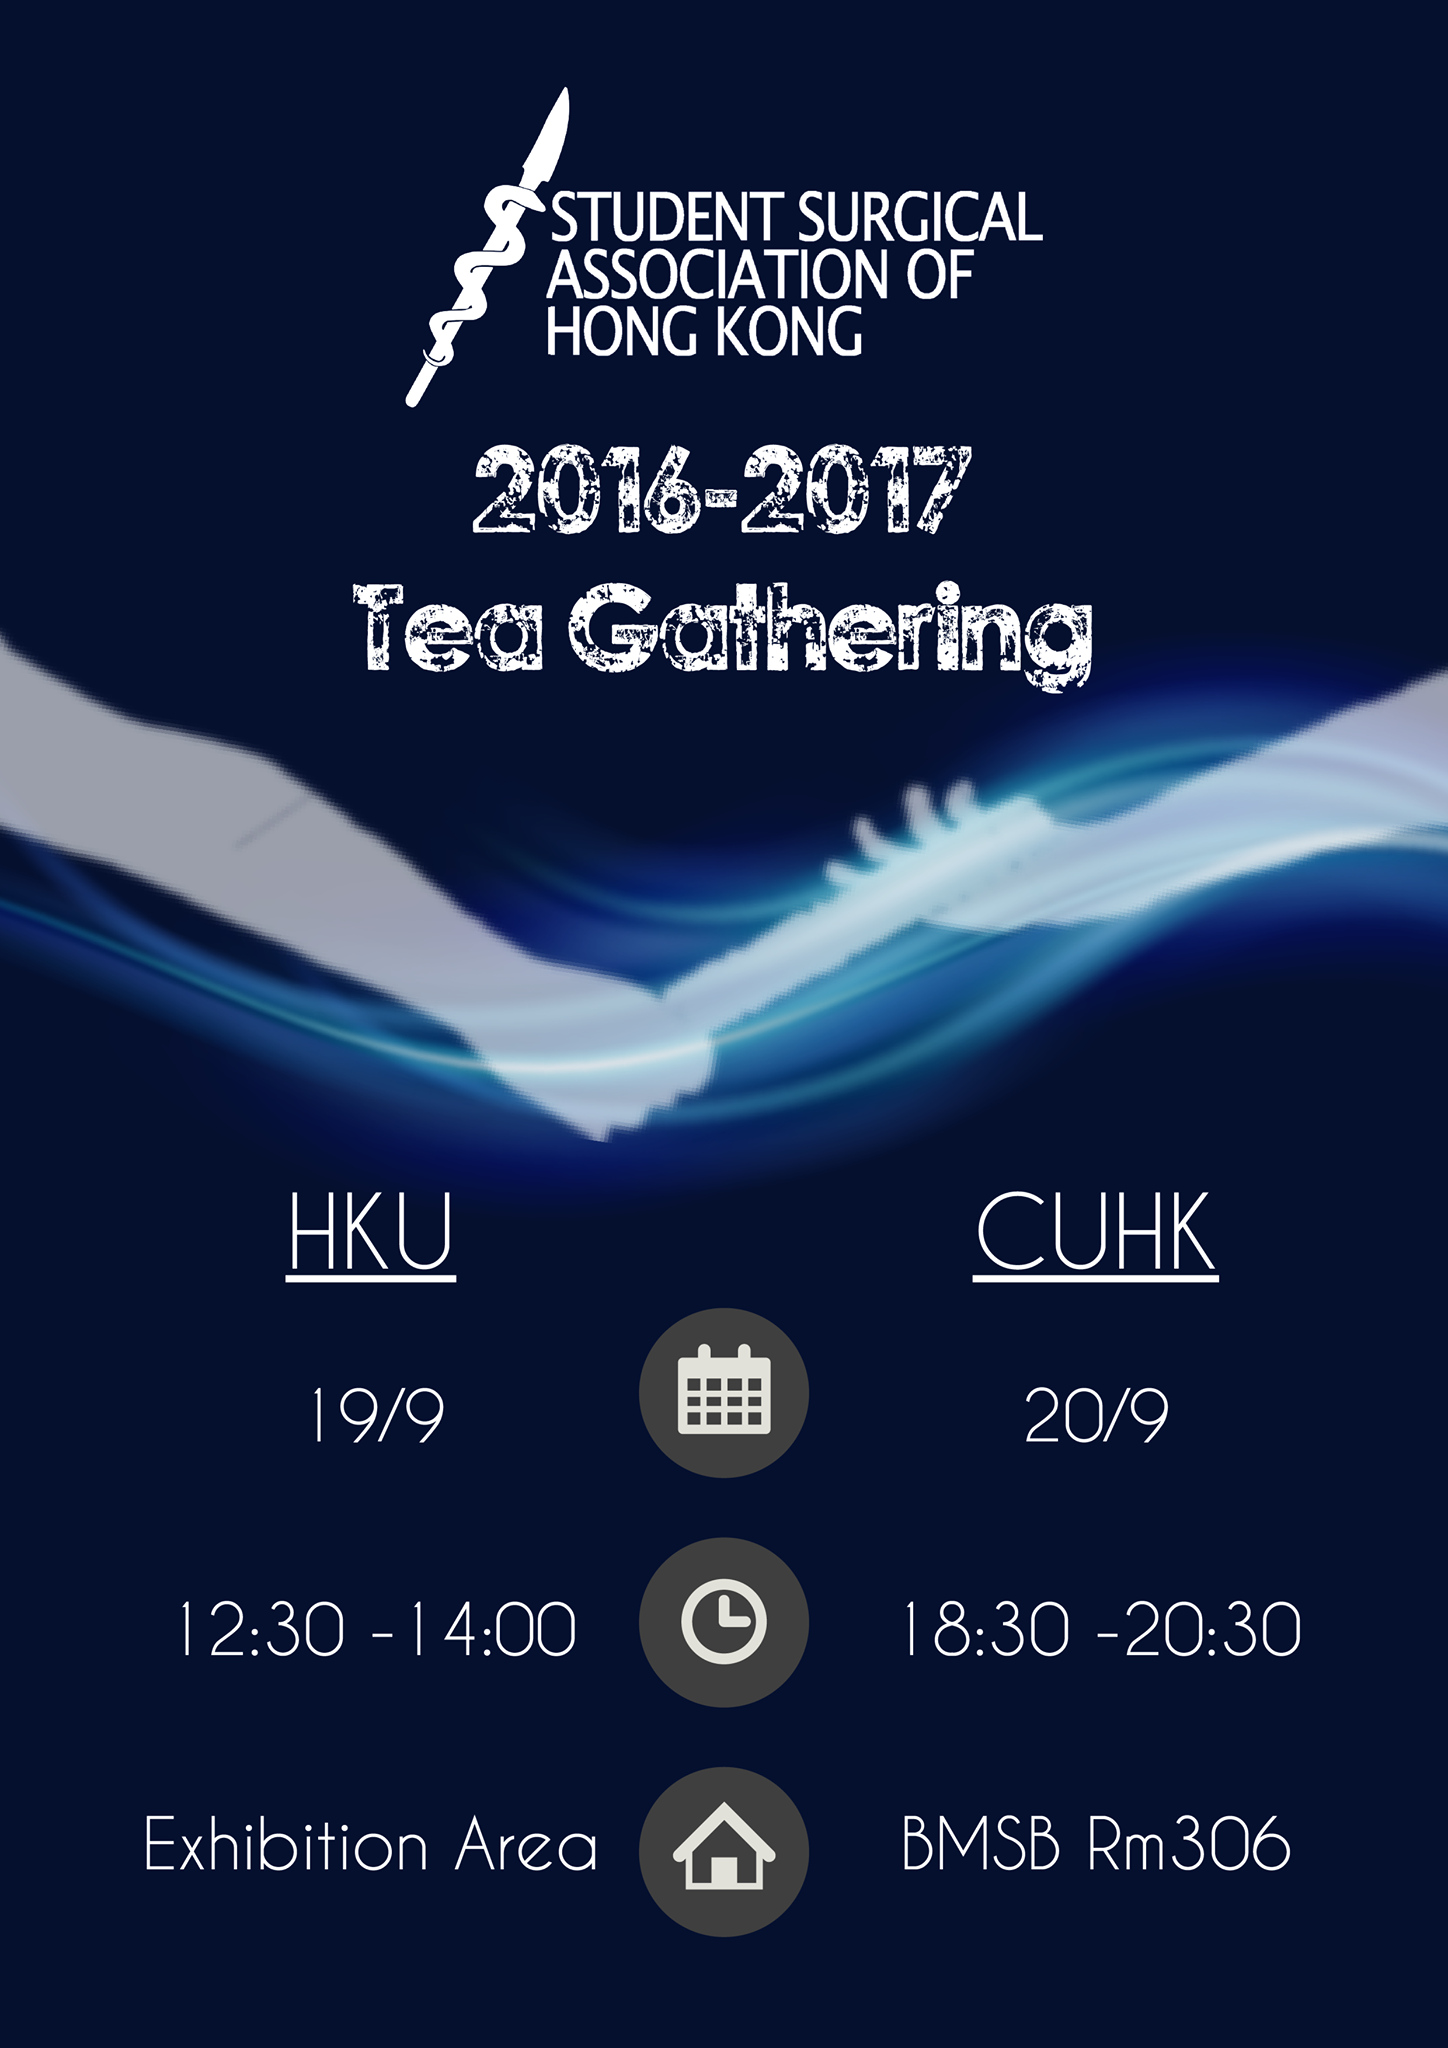 STUDENT SURGICAL
ASSOCIATION OF
HONG KONG
2016-2017
Tea Gathering
HKU
CUHK
19/9
20/9
12:30 -14:00
18:30 -20:30
Exhibition Area
BMSB Rm306